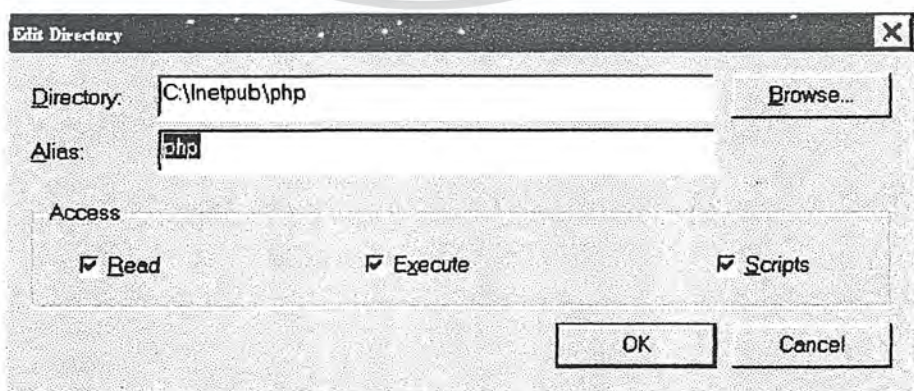 Edit Directory
Directory: C:\Inetpub\php Browse...
Alias: php
Access
Read Execute Scripts
OK Cancel